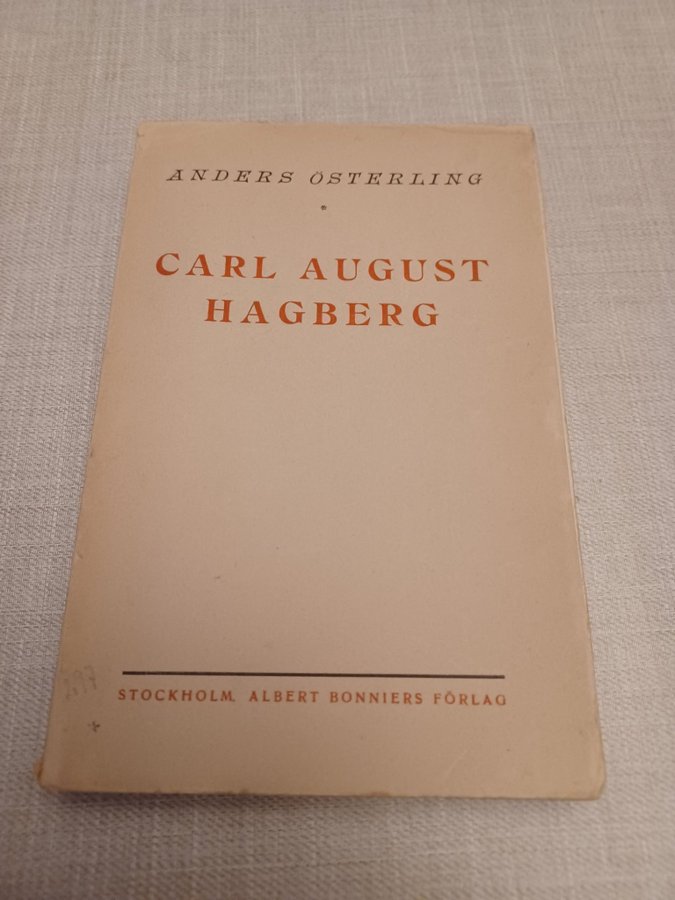 ANDERS ÖSTERLING
*
CARL AUGUST
HAGBERG
STOCKHOLM. ALBERT BONNIERS FÖRLAG